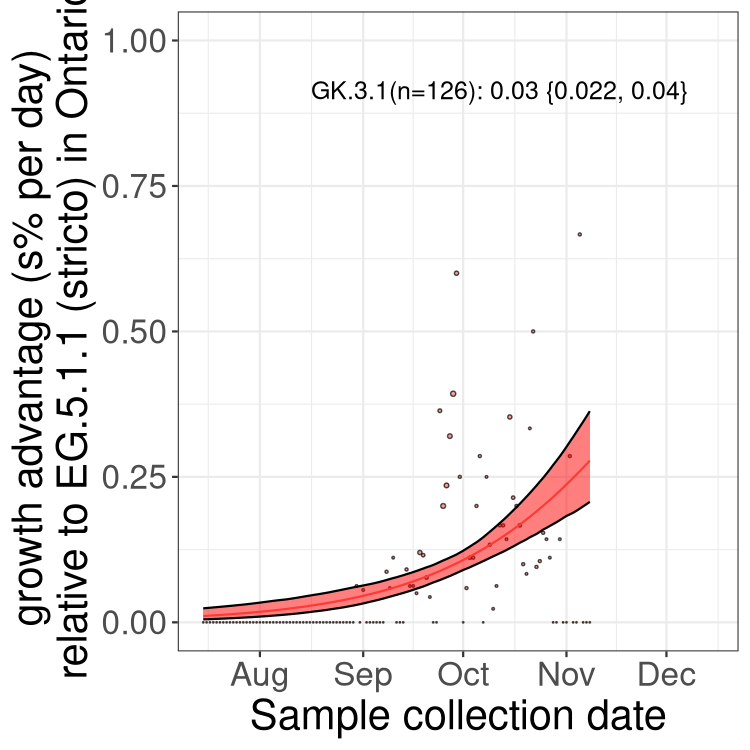 growth advantage (s% per day)
relative to EG.5.1.1 (stricto) in Ontario
1.00
0.75
0.50
0.25
0.00
GK.3.1(n=126): 0.03 {0.022, 0.04}
Aug Sep Oct Nov Dec
Sample collection date